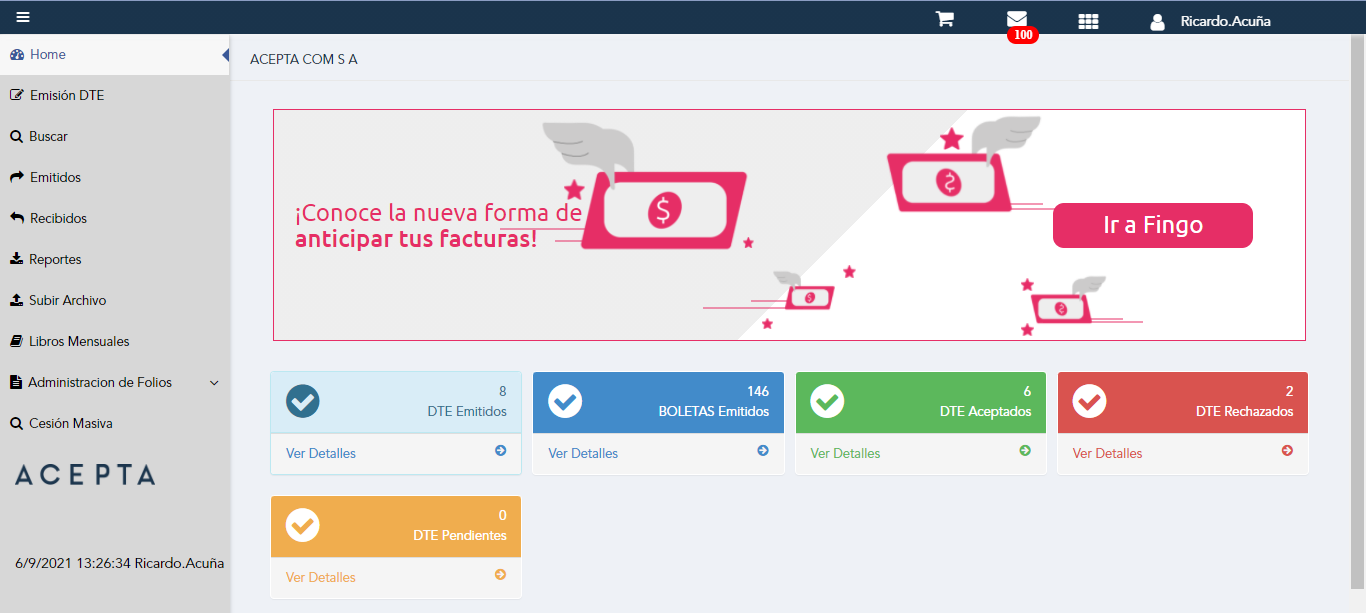 100
Ricardo.Acuña
Home
ACEPTA COM S A
Emisión DTE
Buscar
Emitidos
Recibidos
Reportes
Subir Archivo
Libros Mensuales
Administracion de Folios
Cesión Masiva
ACEPTA
6/9/2021 13:26:34 Ricardo.Acuña
¡Conoce la nueva forma de
anticipar tus facturas!
$
$
$
$
Ir a Fingo
8
DTE Emitidos
Ver Detalles
146
BOLETAS Emitidos
Ver Detalles
6
DTE Aceptados
Ver Detalles
2
DTE Rechazados
Ver Detalles
0
DTE Pendientes
Ver Detalles